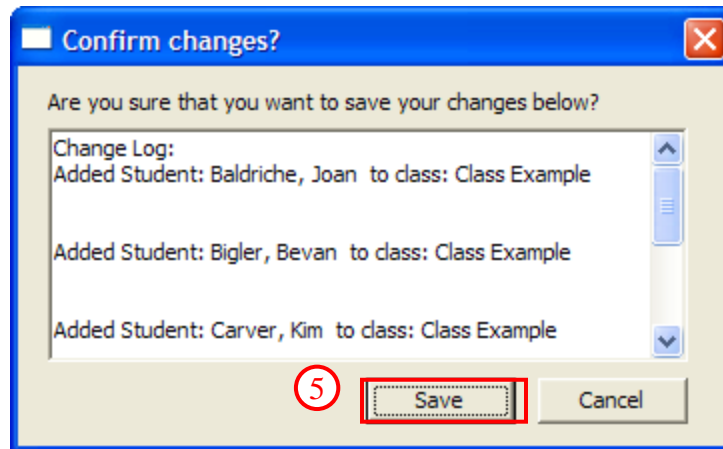 Confirm changes?
Are you sure that you want to save your changes below?
Change Log:
Added Student: Baldriche, Joan  to class: Class Example
Added Student: Bigler, Bevan  to class: Class Example
Added Student: Carver, Kim  to class: Class Example
5
Save
Cancel